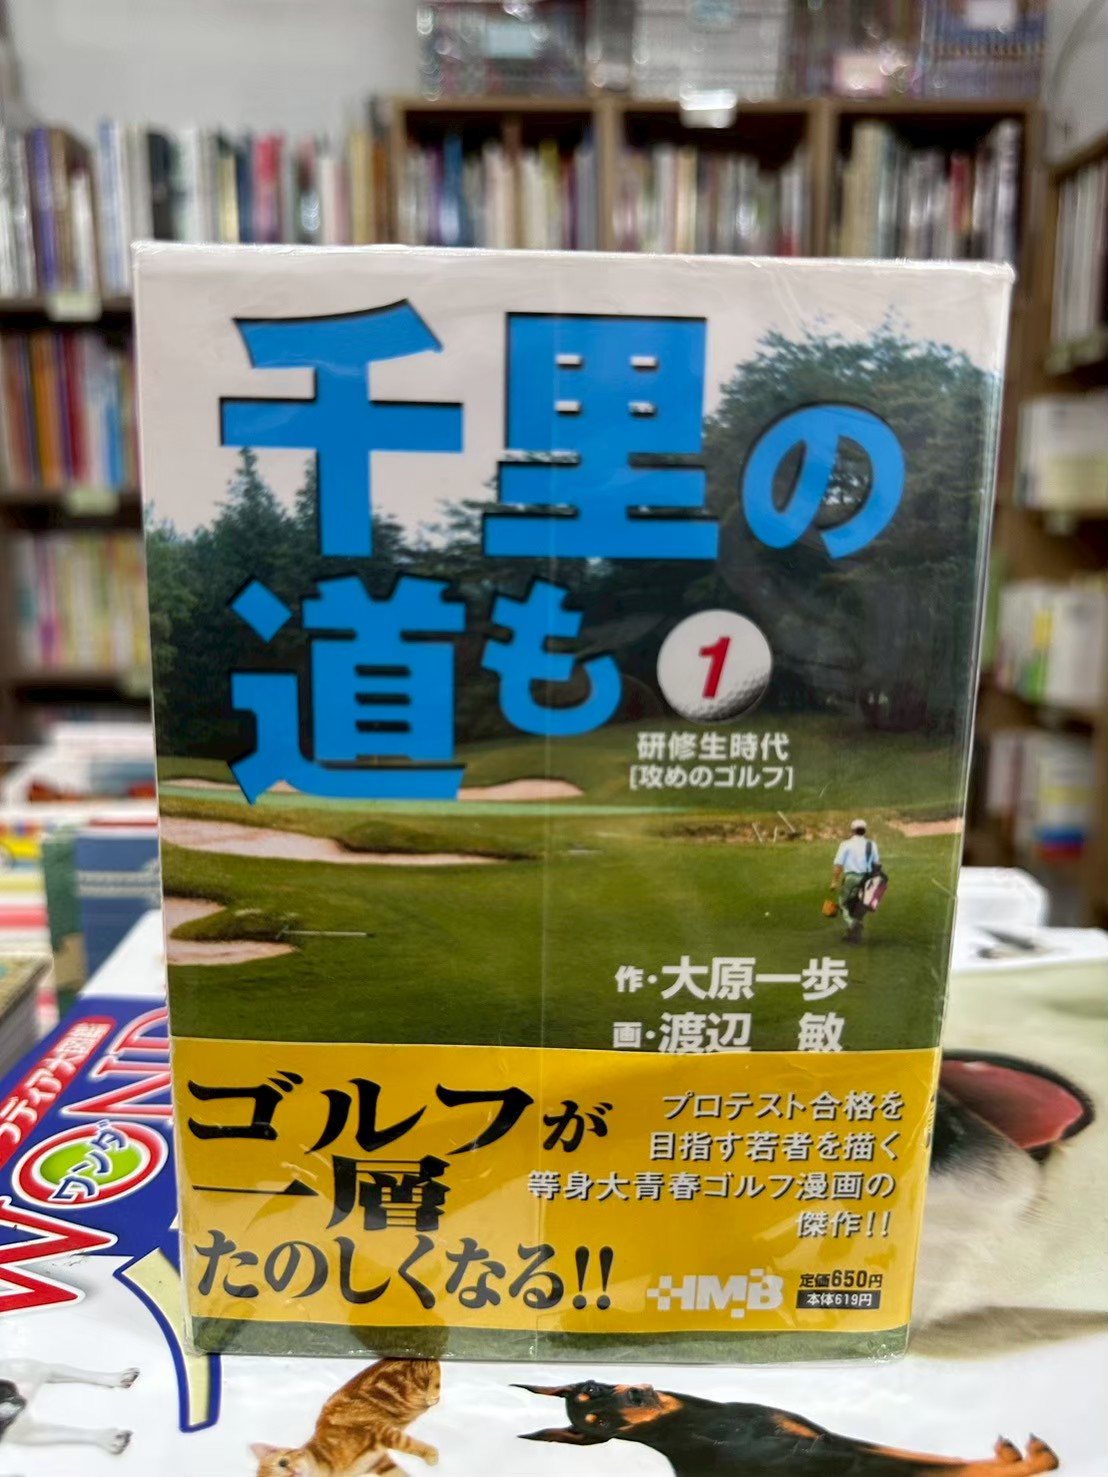 千里の
道も
1
研修生時代
[攻めのゴルフ]
作・大原一歩
画・渡辺 敏
ゴルフが
一層
たのしくなる!!
プロテスト合格を
目指す若者を描く
等身大青春ゴルフ漫画の
傑作!!
HMB
定価650円
本体619円
ワンダ